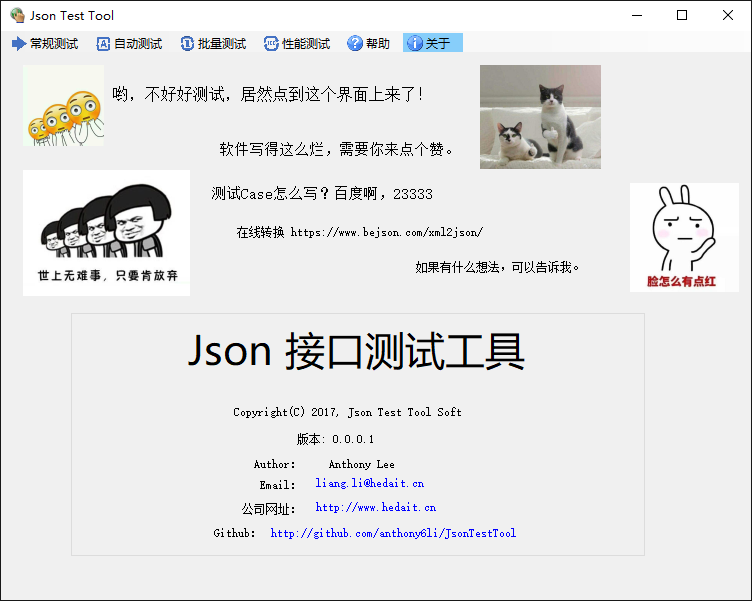 Json Test Tool
常规测试 自动测试 批量测试 性能测试 帮助 关于
哟，不好好测试，居然点到这个界面上来了！
软件写得这么烂，需要你来点个赞。
测试Case怎么写？百度啊，23333
在线转换 https://www.bejson.com/xml2json/
世上无难事，只要肯放弃
如果有什么想法，可以告诉我。
脸怎么有点红
Json 接口测试工具
Copyright(C) 2017, Json Test Tool Soft
版本: 0.0.0.1
Author: Anthony Lee
Email: liang.li@hedait.cn
公司网址: http://www.hedait.cn
Github: http://github.com/anthony6li/JsonTestTool